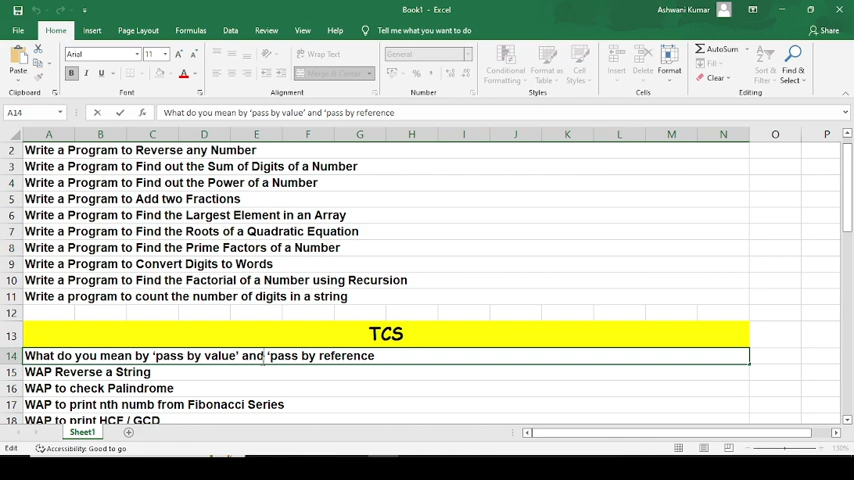 Book1 - Excel
Ashwani Kumar
File Home Insert Page Layout Formulas Data Review View Help Tell me what you want to do Share
Paste
Clipboard
Arial 11
B I U
Font
Wrap Text
Merge & Center
Alignment
General
Number
Conditional Formatting
Format as Table
Cell Styles
Styles
Insert Delete Format
Cells
AutoSum
Fill
Clear
Sort & Filter
Find & Select
Editing
A14 fx What do you mean by ‘pass by value’ and ‘pass by reference
A B C D E F G H I J K L M N O P
2 Write a Program to Reverse any Number
3 Write a Program to Find out the Sum of Digits of a Number
4 Write a Program to Find out the Power of a Number
5 Write a Program to Add two Fractions
6 Write a Program to Find the Largest Element in an Array
7 Write a Program to Find the Roots of a Quadratic Equation
8 Write a Program to Find the Prime Factors of a Number
9 Write a Program to Convert Digits to Words
10 Write a Program to Find the Factorial of a Number using Recursion
11 Write a program to count the number of digits in a string
12
13 TCS
14 What do you mean by ‘pass by value’ and ‘pass by reference
15 WAP Reverse a String
16 WAP to check Palindrome
17 WAP to print nth numb from Fibonacci Series
18 WAP to print HCF / GCD
Sheet1
Edit Accessibility: Good to go 130%